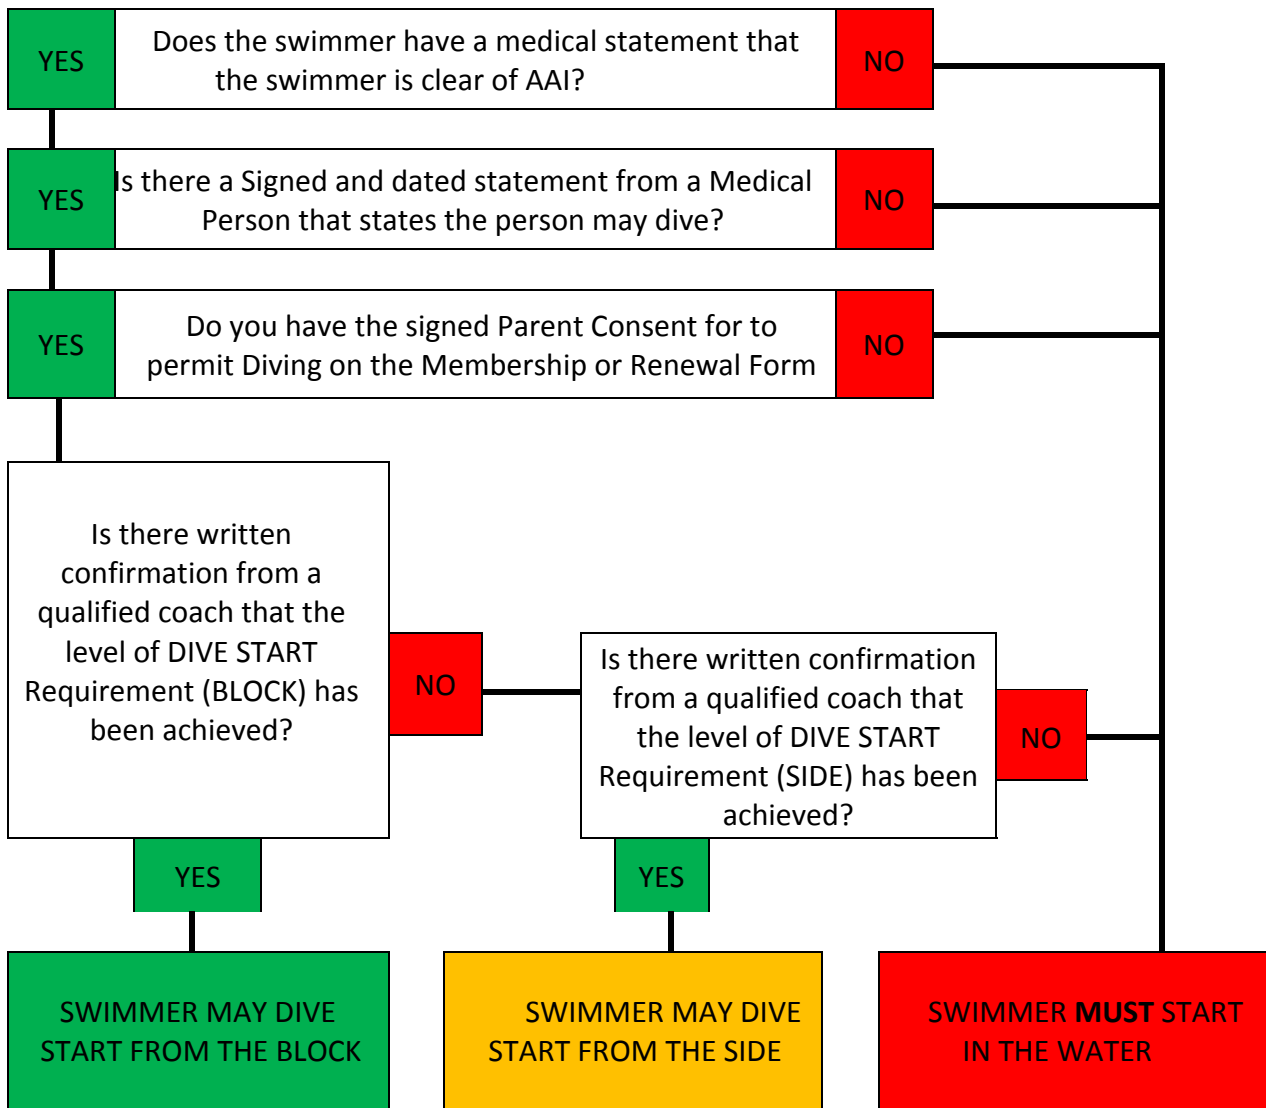 YES
Does the swimmer have a medical statement that
the swimmer is clear of AAI?
NO
YES
Is there a Signed and dated statement from a Medical
Person that states the person may dive?
NO
YES
Do you have the signed Parent Consent for to
permit Diving on the Membership or Renewal Form
NO
Is there written
confirmation from a
qualified coach that the
level of DIVE START
Requirement (BLOCK) has
been achieved?
NO
Is there written confirmation
from a qualified coach that
the level of DIVE START
Requirement (SIDE) has been
achieved?
NO
YES
YES
SWIMMER MAY DIVE
START FROM THE BLOCK
SWIMMER MAY DIVE
START FROM THE SIDE
SWIMMER MUST START
IN THE WATER